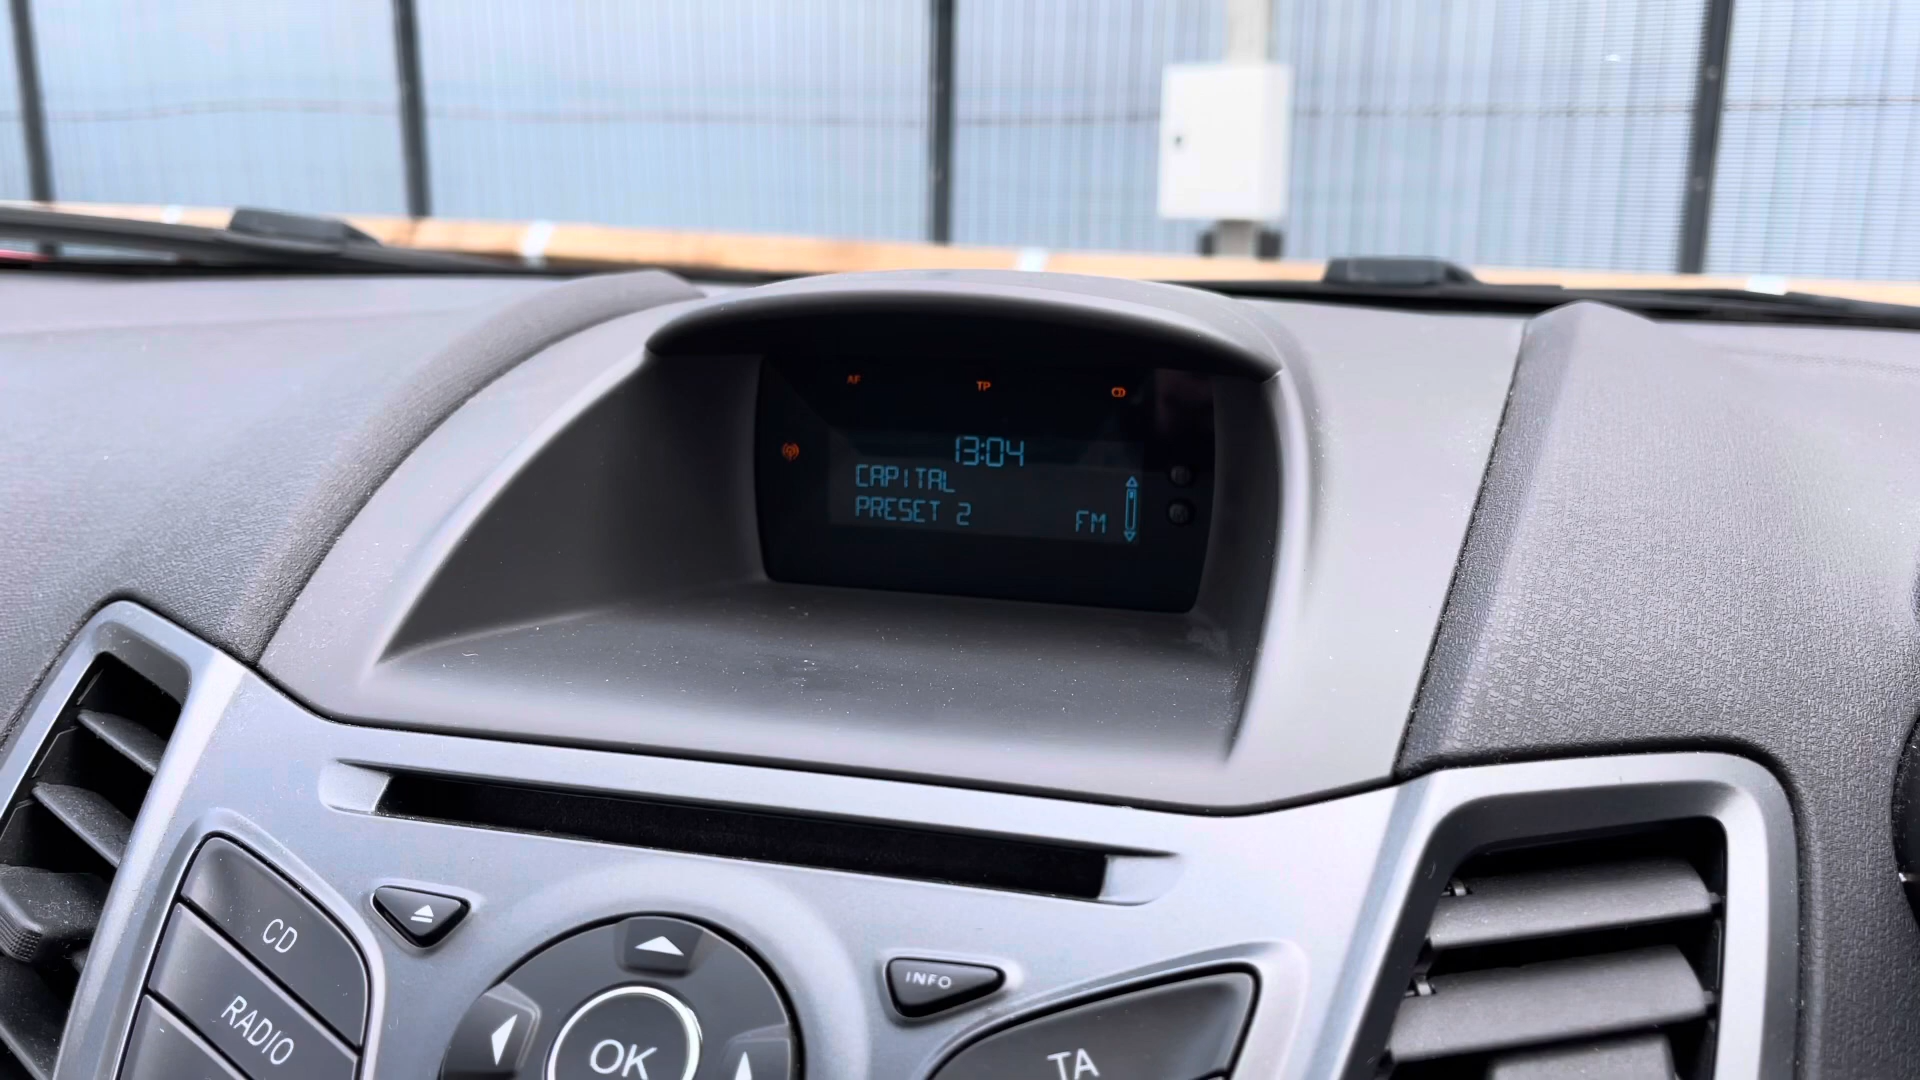 AF TP CD
13:04
CAPITAL
PRESET 2 FM
CD
RADIO
OK
INFO
TA